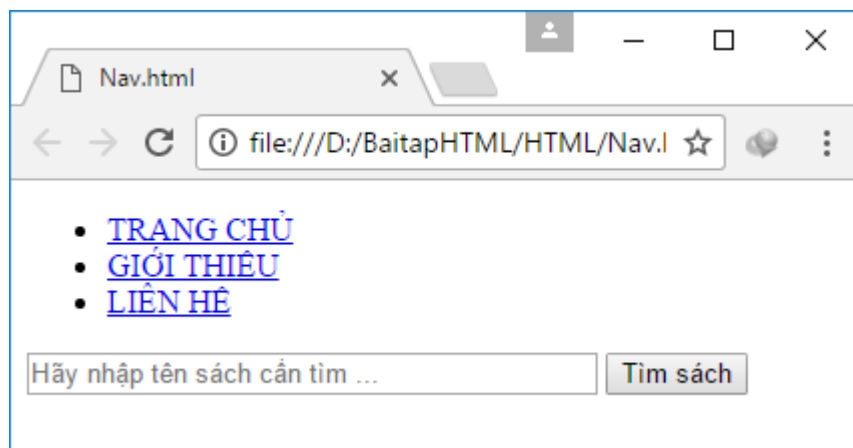 Nav.html
file:///D:/BaitapHTML/HTML/Nav.l
TRANG CHỦ
GIỚI THIỆU
LIÊN HỆ
Hãy nhập tên sách cần tìm ...
Tìm sách